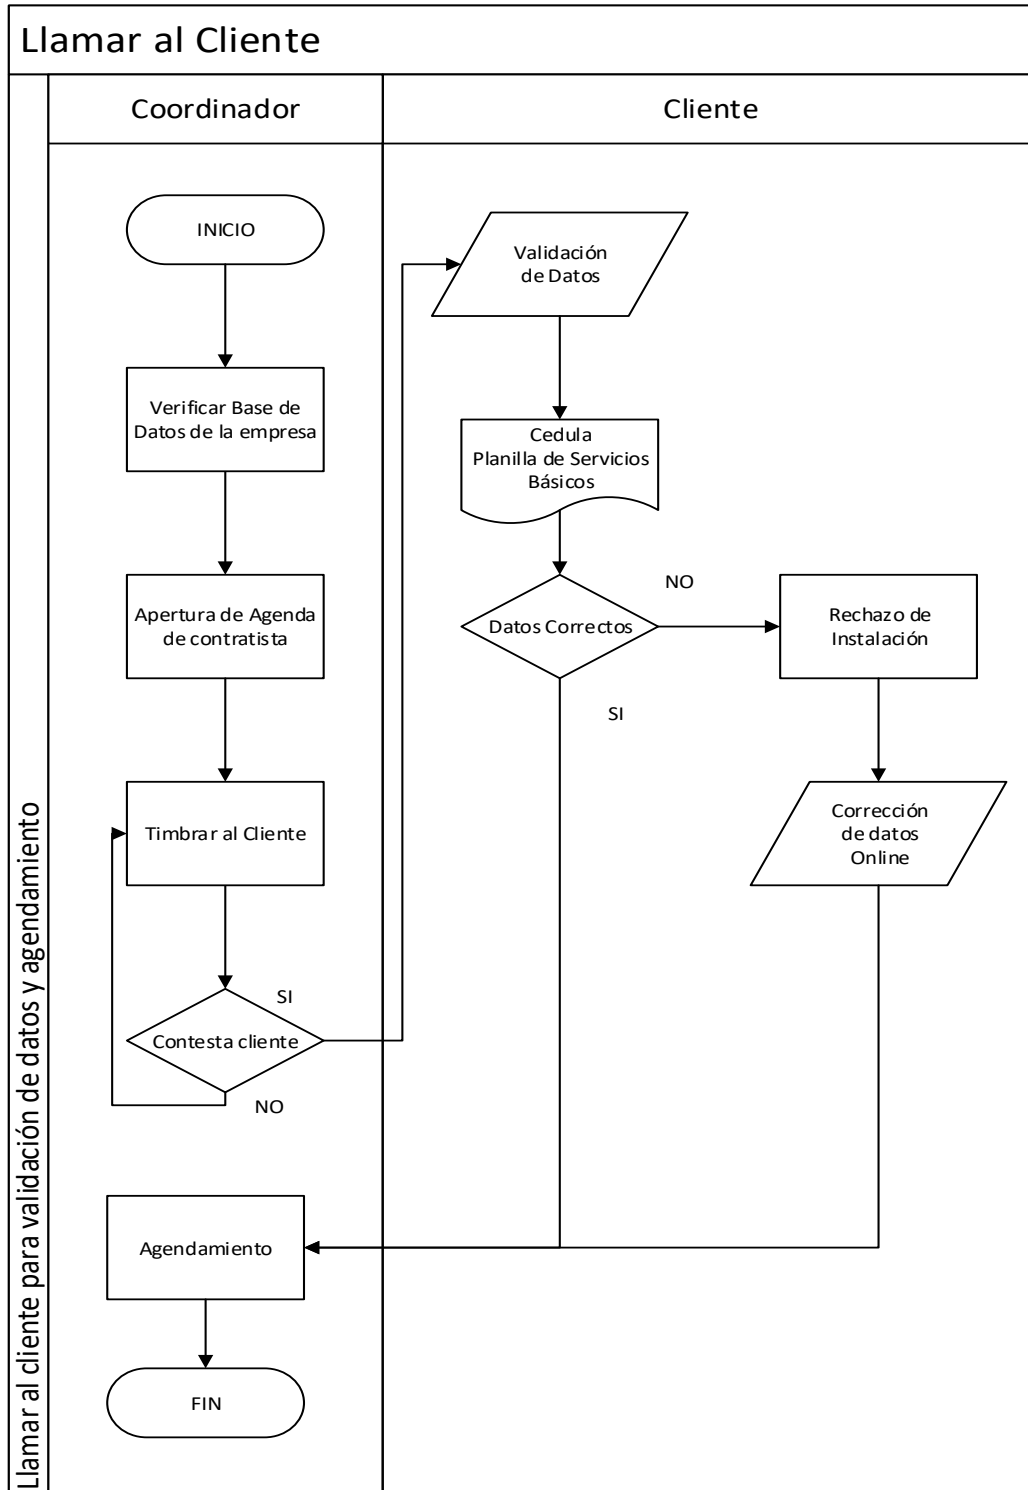 Llamar al Cliente
Llamar al cliente para validación de datos y agendamiento
Coordinador
Cliente
INICIO
Verificar Base de
Datos de la empresa
Apertura de Agenda
de contratista
Timbrar al Cliente
SI
Contesta cliente
NO
Agendamiento
FIN
Validación
de Datos
Cedula
Planilla de Servicios
Básicos
Datos Correctos
NO
SI
Rechazo de
Instalación
Corrección
de datos
Online